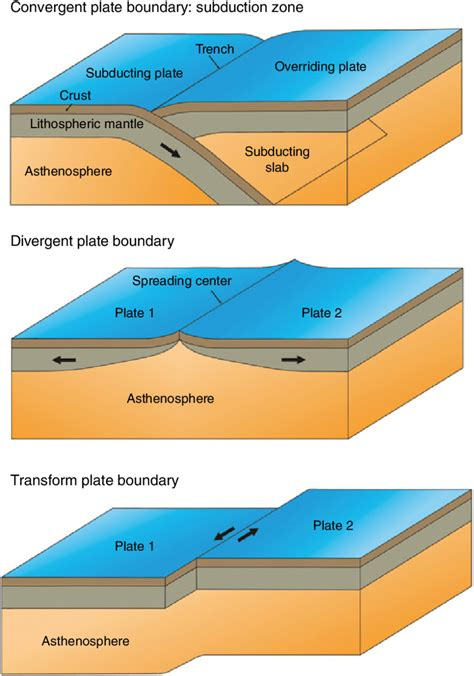 Convergent plate boundary: subduction zone
Trench
Subducting plate
Overriding plate
Crust
Lithospheric mantle
Subducting
slab
Asthenosphere
Divergent plate boundary
Spreading center
Plate 1
Plate 2
Asthenosphere
Transform plate boundary
Plate 1
Plate 2
Asthenosphere